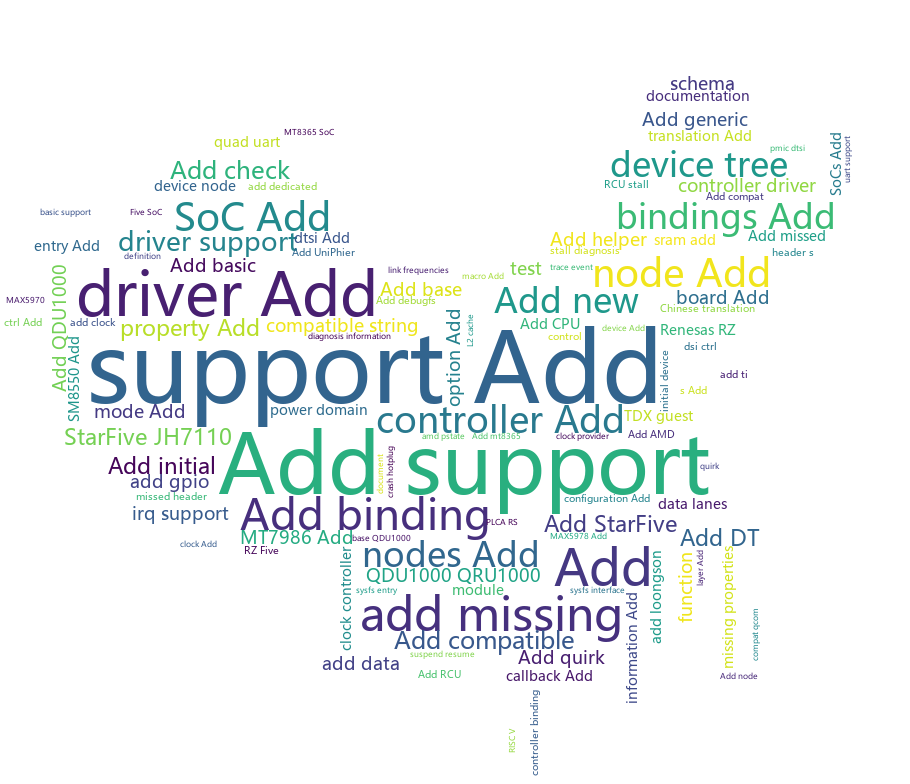 schema
documentation
Add generic
translation Add
MT8365 SoC
quad uart
pmic dtsi
SoCs Add
uart support
device tree
Add check
device node
add dedicated
RCU stall
controller driver
Add compat
basic support
Five SoC
SoC Add
bindings Add
entry Add
driver support
dtsi Add
Add UniPhier
Add helper
sram add
Add missed
stall diagnosis
header s
definition
Add basic
link frequencies
macro Add
test
trace event
node Add
MAX5970
driver Add
Add base
Add debugfs
Add new
board Add
Chinese translation
ctrl Add
Add QDU1000
add clock
property Add
compatible string
diagnosis information
option Add
L2 cache
Add CPU
control
device Add
Renesas RZ
SM8550 Add
support Add
initial device
dsi ctrl
add ti
s Add
mode Add
power domain
controller Add
TDX guest
StarFive JH7110
amd pstate
Add mt8365
clock provider
Add AMD
Add initial
add gpio
Add support
document
crash hotplug
quirk
missed header
configuration Add
data lanes
irq support
Add binding
PLCA RS
Add StarFive
clock Add
MT7986 Add
base QDU1000
MAX5978 Add
Add DT
RZ Five
clock controller
nodes Add
Add
QDU1000 QRU1000
sysfs entry
module
sysfs interface
add missing
information Add
add loongson
function
layer Add
missing properties
compat qcom
Add compatible
add data
suspend resume
Add quirk
Add RCU
callback Add
Add node
RISC V
controller binding